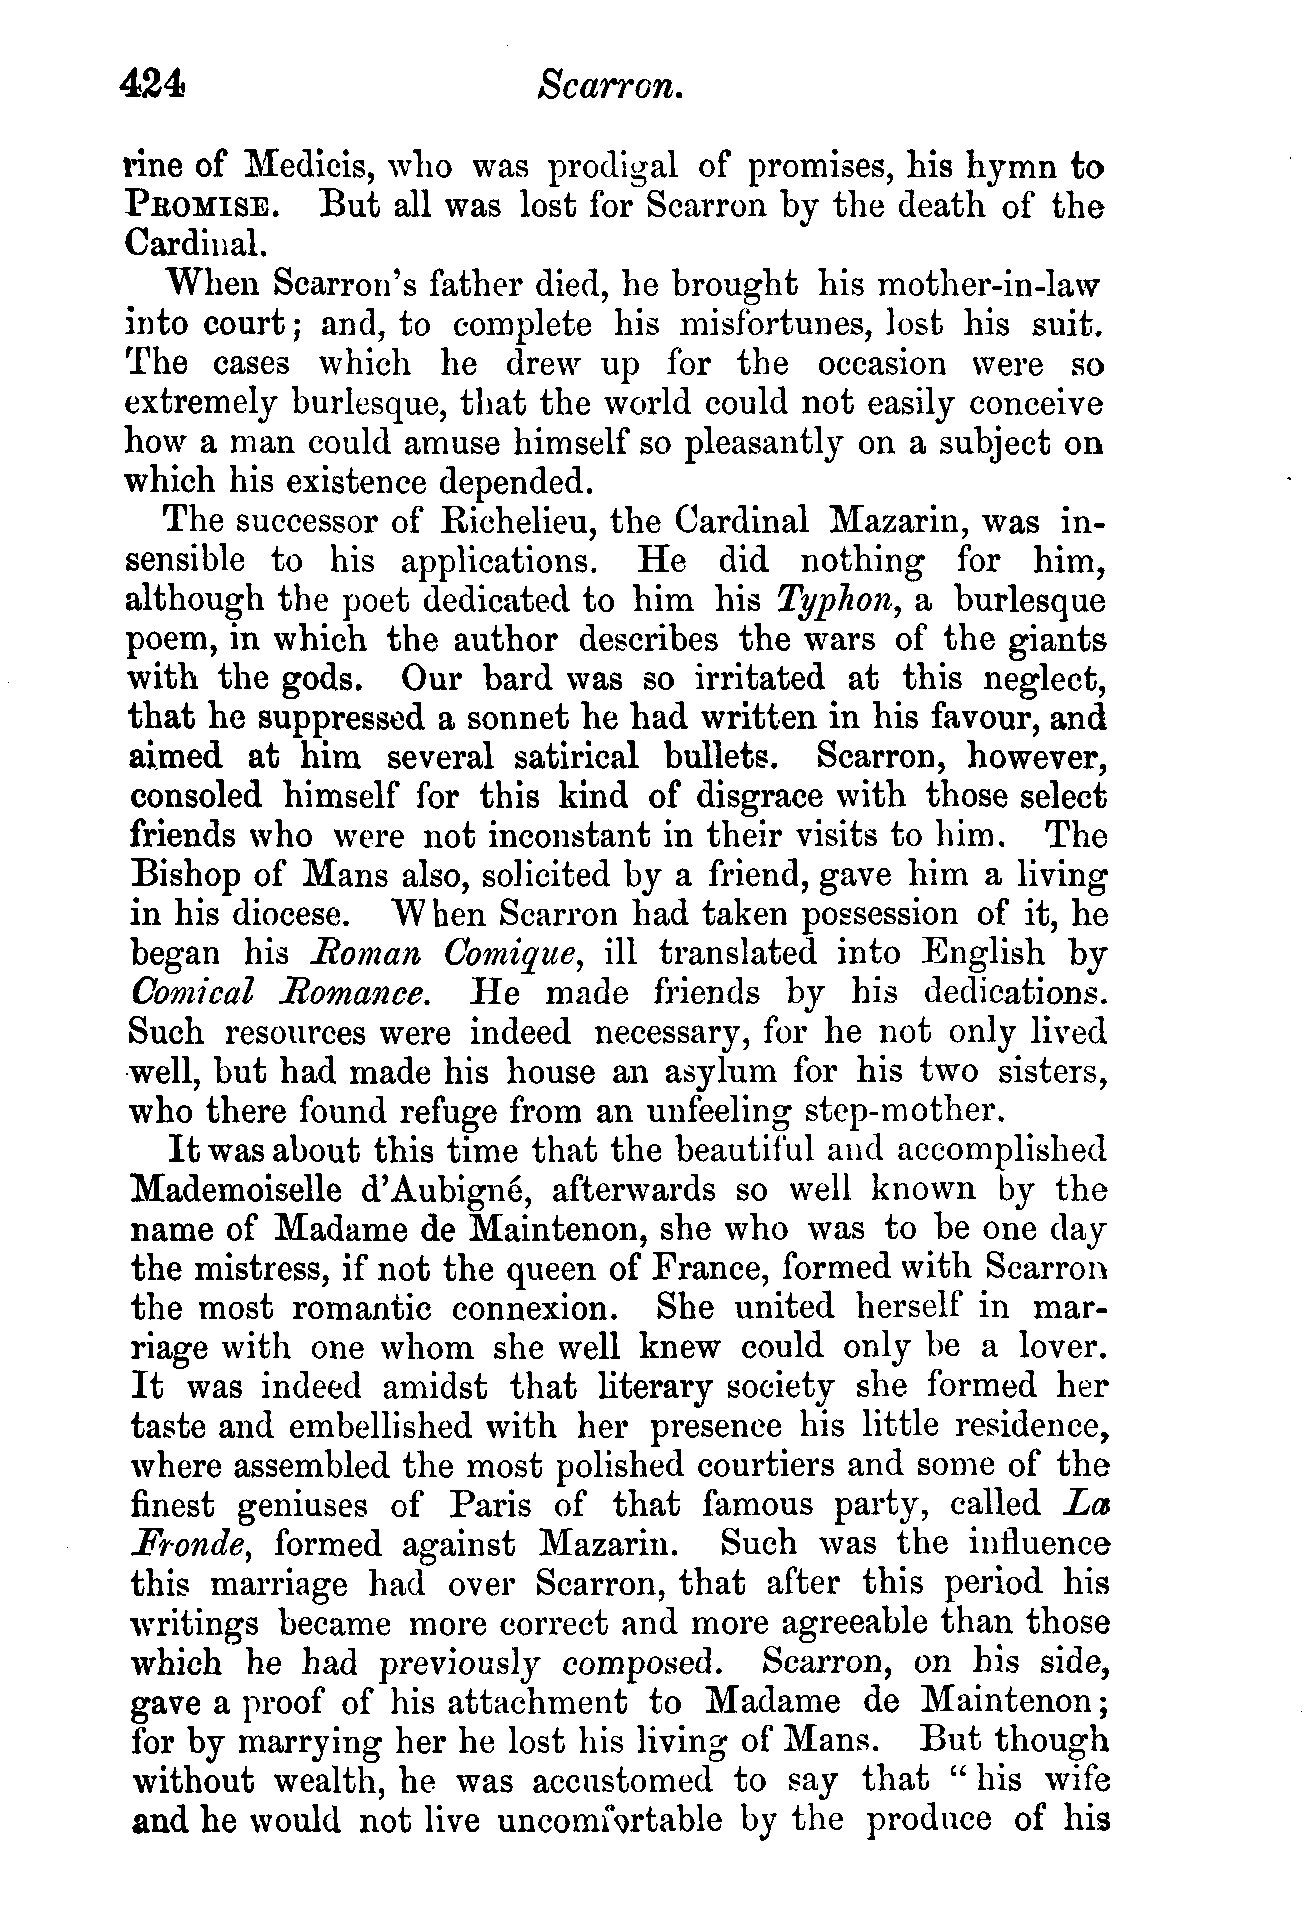 424 Scarron.
rine of Medicis, who was prodigal of promises, his hymn to
PROMISE. But all was lost for Scarron by the death of the
Cardinal.
When Scarron's father died, he brought his mother-in-law
into court; and, to complete his misfortunes, lost his suit.
The cases which he drew up for the occasion were so
extremely burlesque, that the world could not easily conceive
how a man could amuse himself so pleasantly on a subject on
which his existence depended.
The successor of Richelieu, the Cardinal Mazarin, was in-
sensible to his applications. He did nothing for him,
although the poet dedicated to him his Typhon, a burlesque
poem, in which the author describes the wars of the giants
with the gods. Our bard was so irritated at this neglect,
that he suppressed a sonnet he had written in his favour, and
aimed at him several satirical bullets. Scarron, however,
consoled himself for this kind of disgrace with those select
friends who were not inconstant in their visits to him. The
Bishop of Mans also, solicited by a friend, gave him a living
in his diocese. When Scarron had taken possession of it, he
began his Roman Comique, ill translated into English by
Comical Romance. He made friends by his dedications.
Such resources were indeed necessary, for he not only lived
well, but had made his house an asylum for his two sisters,
who there found refuge from an unfeeling step-mother.
It was about this time that the beautiful and accomplished
Mademoiselle d'Aubigné, afterwards so well known by the
name of Madame de Maintenon, she who was to be one day
the mistress, if not the queen of France, formed with Scarron
the most romantic connexion. She united herself in mar-
riage with one whom she well knew could only be a lover.
It was indeed amidst that literary society she formed her
taste and embellished with her presence his little residence,
where assembled the most polished courtiers and some of the
finest geniuses of Paris of that famous party, called La
Fronde, formed against Mazarin. Such was the influence
this marriage had over Scarron, that after this period his
writings became more correct and more agreeable than those
which he had previously composed. Scarron, on his side,
gave a proof of his attachment to Madame de Maintenon;
for by marrying her he lost his living of Mans. But though
without wealth, he was accustomed to say that "his wife
and he would not live uncomfortable by the produce of his